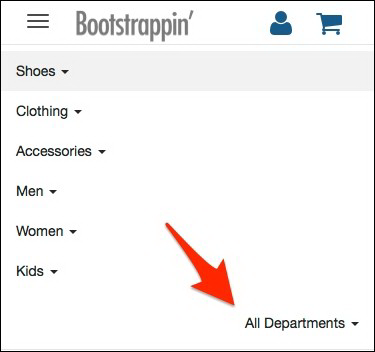 Bootstrappin'
Shoes
Clothing
Accessories
Men
Women
Kids
All Departments